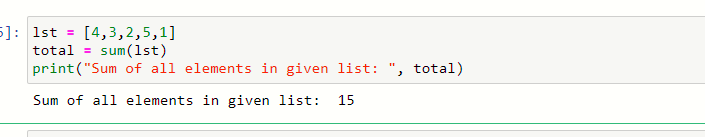 5]: lst = [4,3,2,5,1]
total = sum(lst)
print("Sum of all elements in given list: ", total)
Sum of all elements in given list:  15